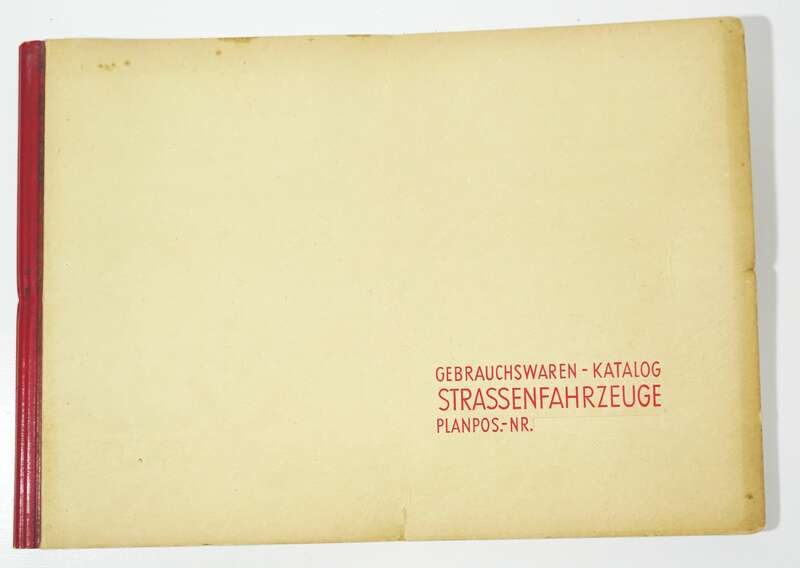 GEBRAUCHSWAREN - KATALOG
STRASSENFAHRZEUGE
PLANPOS.-NR.